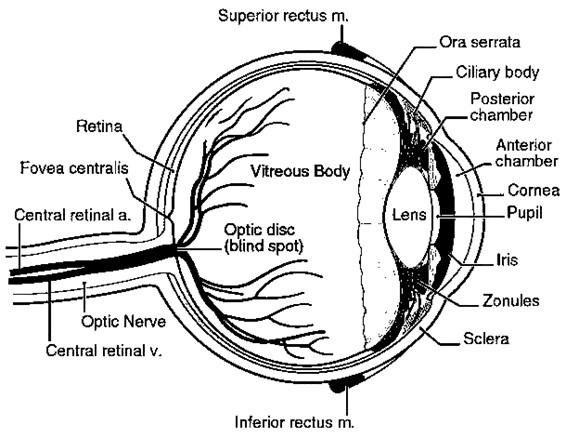 Superior rectus m.
Ora serrata
Ciliary body
Posterior
chamber
Anterior
chamber
Cornea
Pupil
Iris
Zonules
Sclera
Retina
Fovea centralis
Central retinal a.
Vitreous Body
Lens
Optic disc
(blind spot)
Optic Nerve
Central retinal v.
Inferior rectus m.